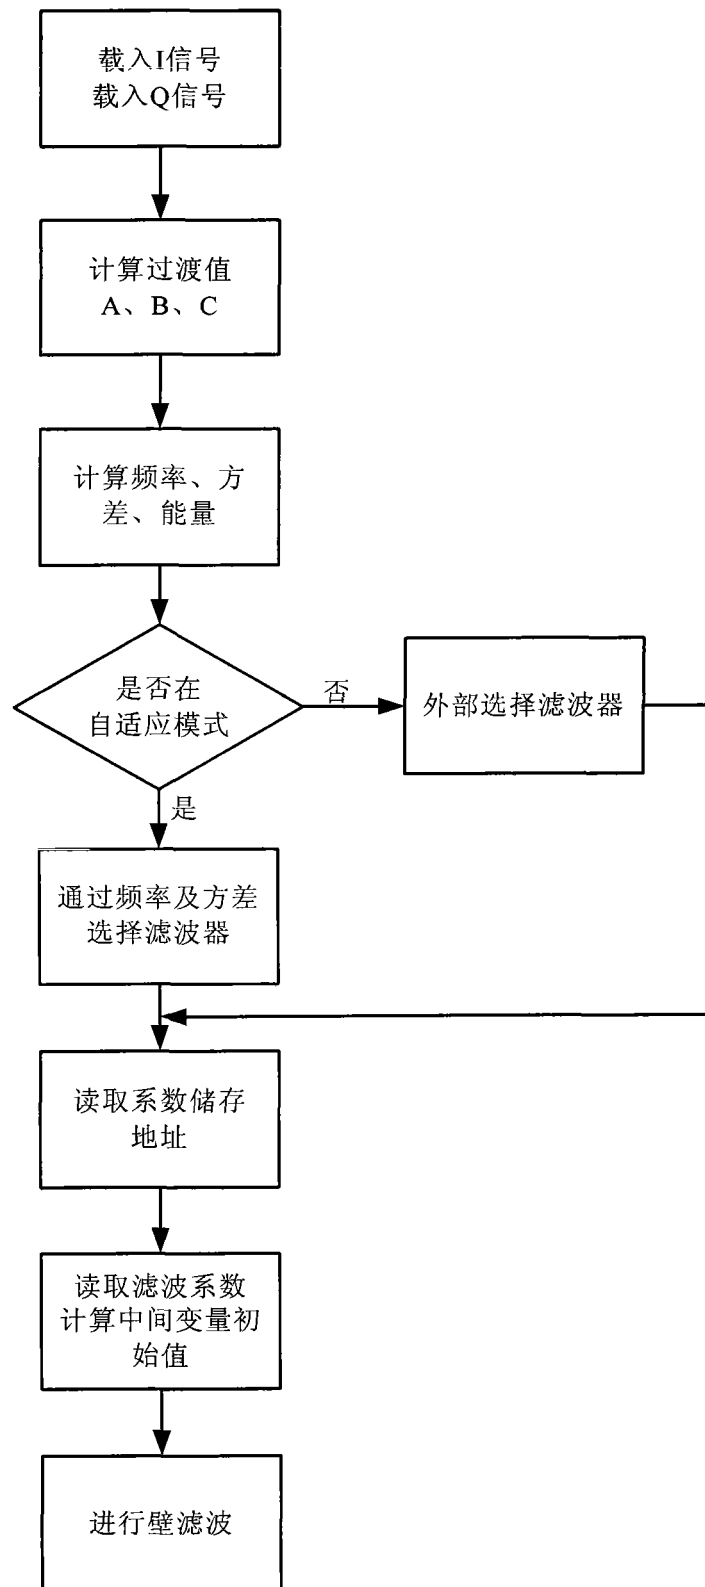 载入I信号
载入Q信号
计算过渡值
A、B、C
计算频率、方
差、能量
是否在
自适应模式
否
外部选择滤波器
是
通过频率及方差
选择滤波器
读取系数储存
地址
读取滤波系数
计算中间变量初
始值
进行壁滤波